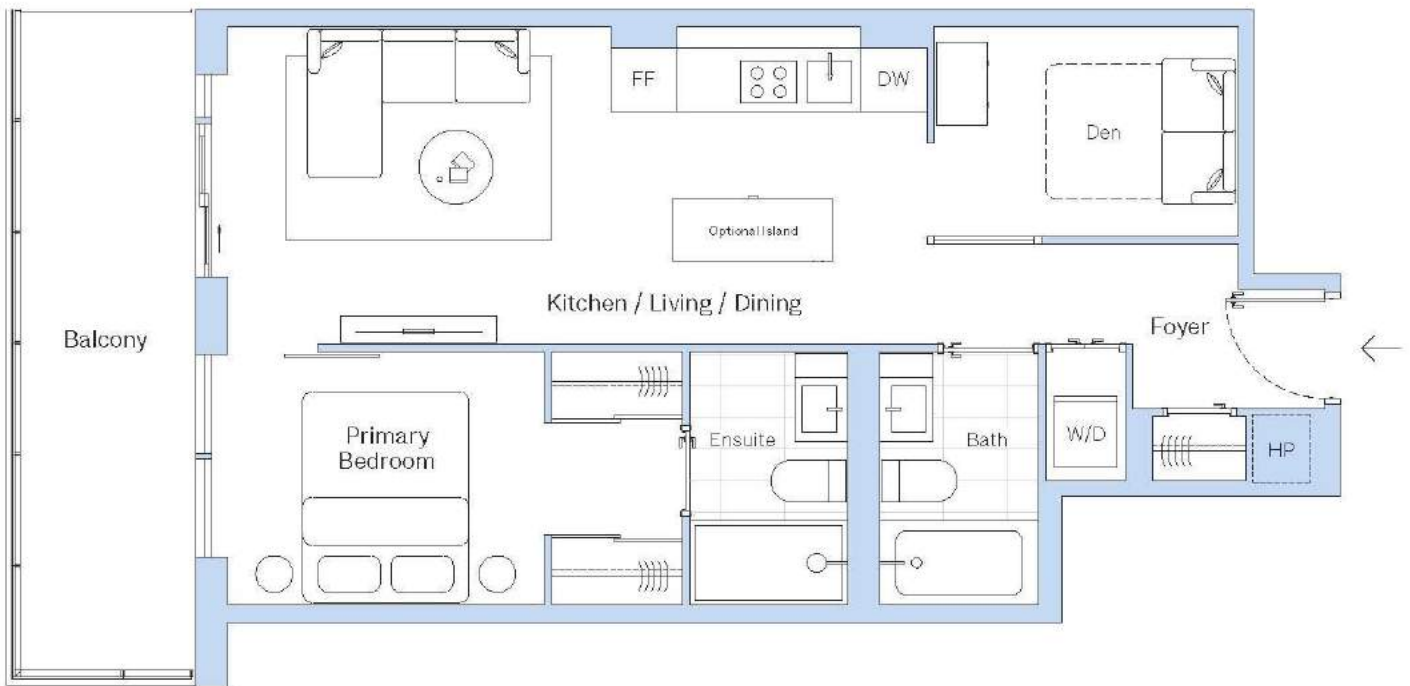 FF
DW
Den
Optional Island
Kitchen / Living / Dining
Foyer
Balcony
Primary
Bedroom
Ensuite
Bath
W/D
HP